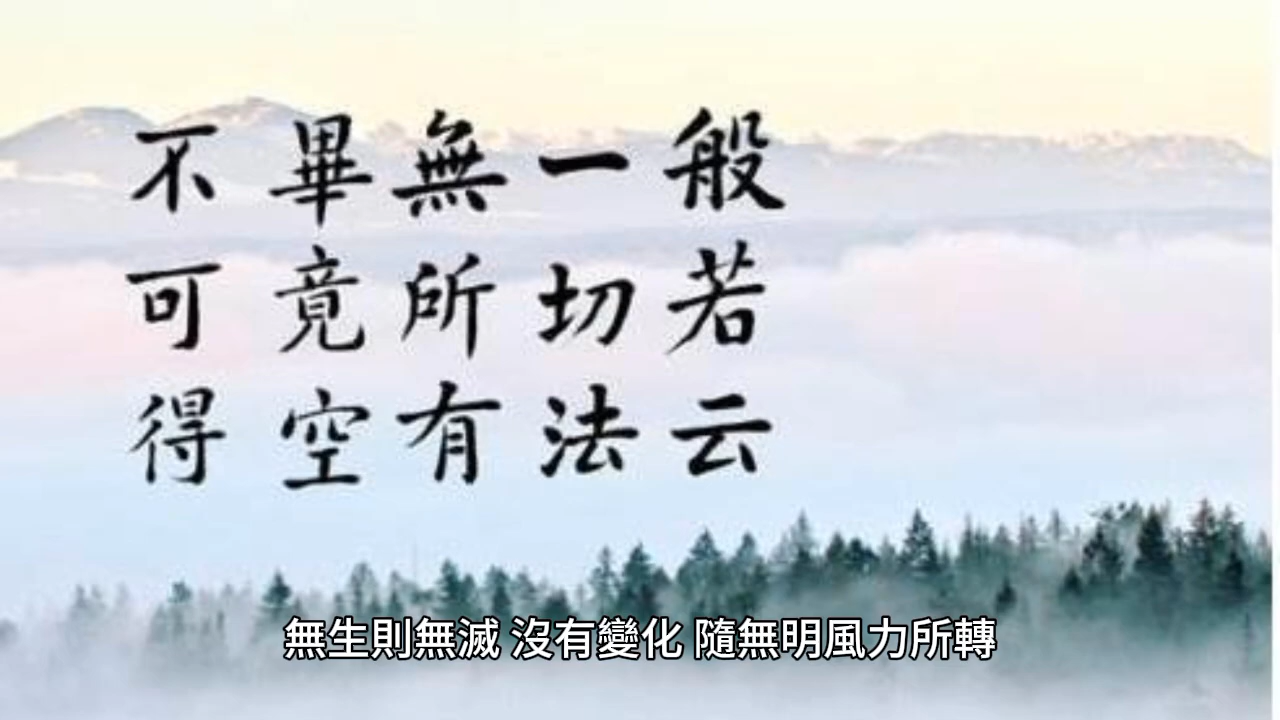 般若云
一切法
無所有
畢竟空
不可得
無生則無滅 沒有變化 隨無明風力所轉